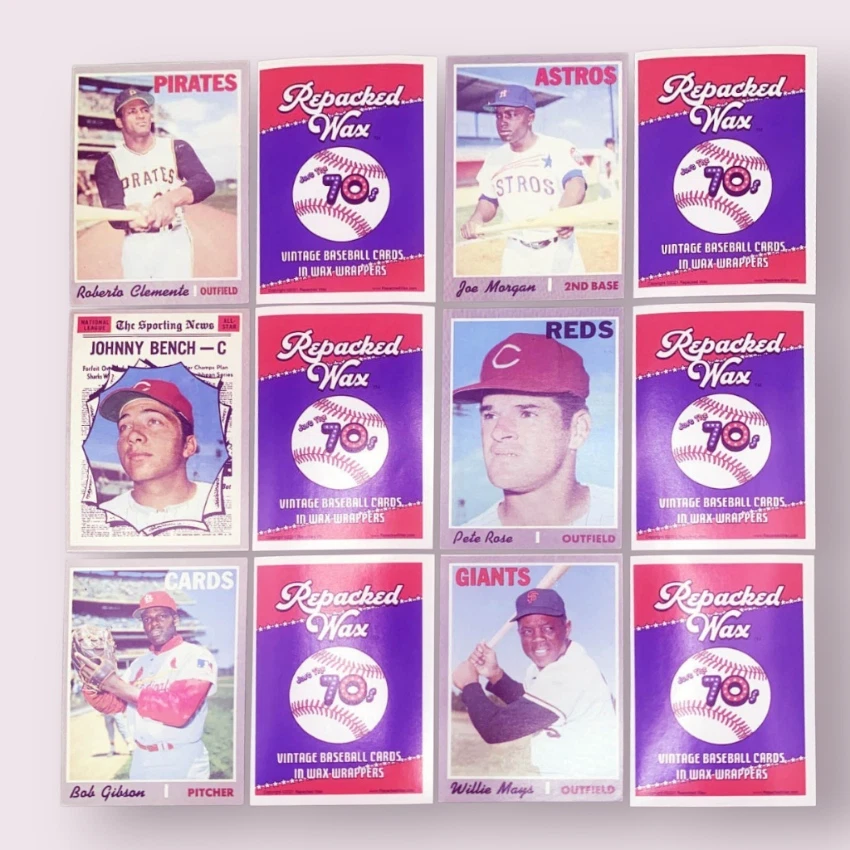 PIRATES
PIRATES
Roberto Clemente | OUTFIELD
Repacked
Wax
Joe's Top
70s
VINTAGE BASEBALL CARDS
IN WAX WRAPPERS
ASTROS
STROS
Joe Morgan | 2ND BASE
Repacked
Wax
70s
VINTAGE BASEBALL CARDS
IN WAX WRAPPERS
NATIONAL LEAGUE
The Sporting News
ALL-STAR
JOHNNY BENCH — C
C
Repacked
Wax
70s
VINTAGE BASEBALL CARDS
IN WAX WRAPPERS
REDS
C
Pete Rose | OUTFIELD
Repacked
Wax
70s
VINTAGE BASEBALL CARDS
IN WAX WRAPPERS
CARDS
Bob Gibson | PITCHER
Repacked
Wax
70s
VINTAGE BASEBALL CARDS
IN WAX WRAPPERS
GIANTS
SF
Willie Mays | OUTFIELD
Repacked
Wax
70s
VINTAGE BASEBALL CARDS
IN WAX WRAPPERS